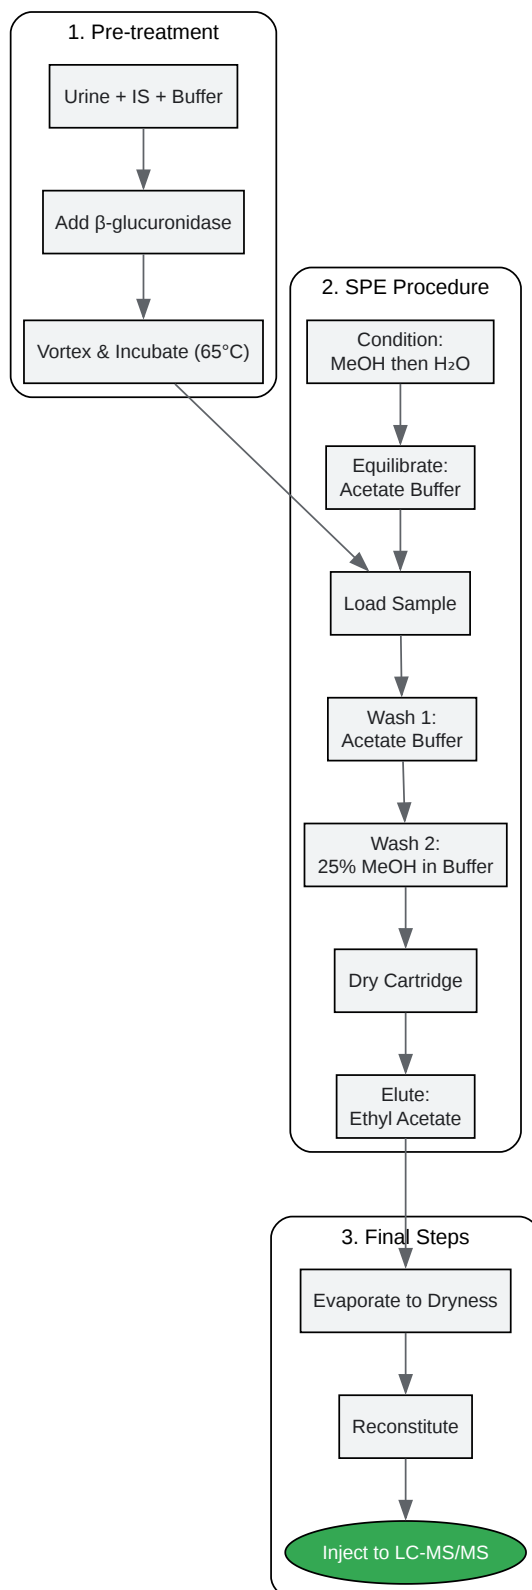 1. Pre-treatment
Urine + IS + Buffer
Add β-glucuronidase
Vortex & Incubate (65°C)
2. SPE Procedure
Condition:
MeOH then H₂O
Equilibrate:
Acetate Buffer
Load Sample
Wash 1:
Acetate Buffer
Wash 2:
25% MeOH in Buffer
Dry Cartridge
Elute:
Ethyl Acetate
3. Final Steps
Evaporate to Dryness
Reconstitute
Inject to LC-MS/MS